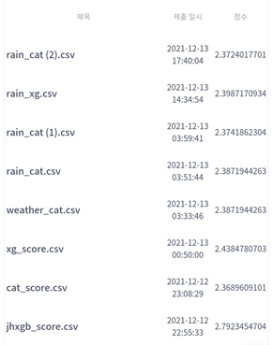 제목 제출 일시 점수
rain_cat (2).csv 2021-12-13 17:40:04 2.3724017701
rain_xg.csv 2021-12-13 14:34:54 2.3987170934
rain_cat (1).csv 2021-12-13 03:59:41 2.3741862304
rain_cat.csv 2021-12-13 03:51:44 2.3871944263
weather_cat.csv 2021-12-13 03:33:46 2.3871944263
xg_score.csv 2021-12-13 00:50:00 2.4384780703
cat_score.csv 2021-12-12 23:08:29 2.3689609101
jhxgb_score.csv 2021-12-12 22:55:33 2.7923454704